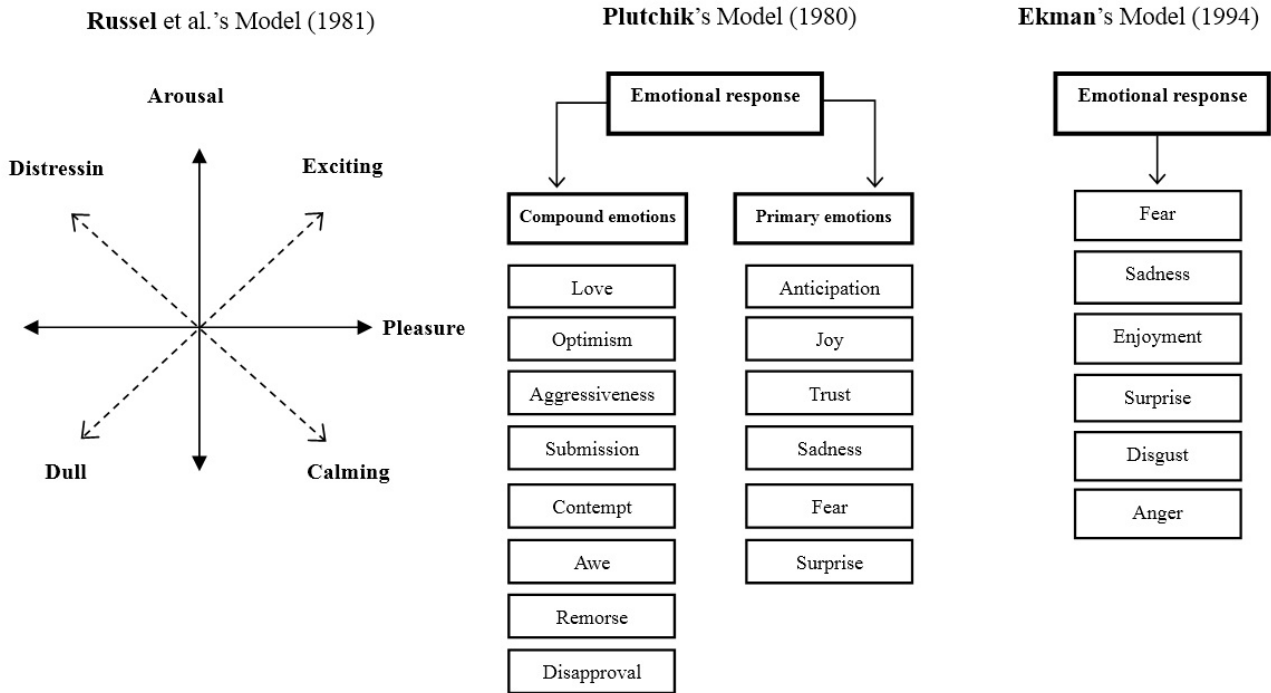 Russel et al.'s Model (1981)
Arousal
Distressin
Exciting
Pleasure
Dull
Calming
Plutchik's Model (1980)
Emotional response
Compound emotions
Love
Optimism
Aggressiveness
Submission
Contempt
Awe
Remorse
Disapproval
Primary emotions
Anticipation
Joy
Trust
Sadness
Fear
Surprise
Ekman's Model (1994)
Emotional response
Fear
Sadness
Enjoyment
Surprise
Disgust
Anger